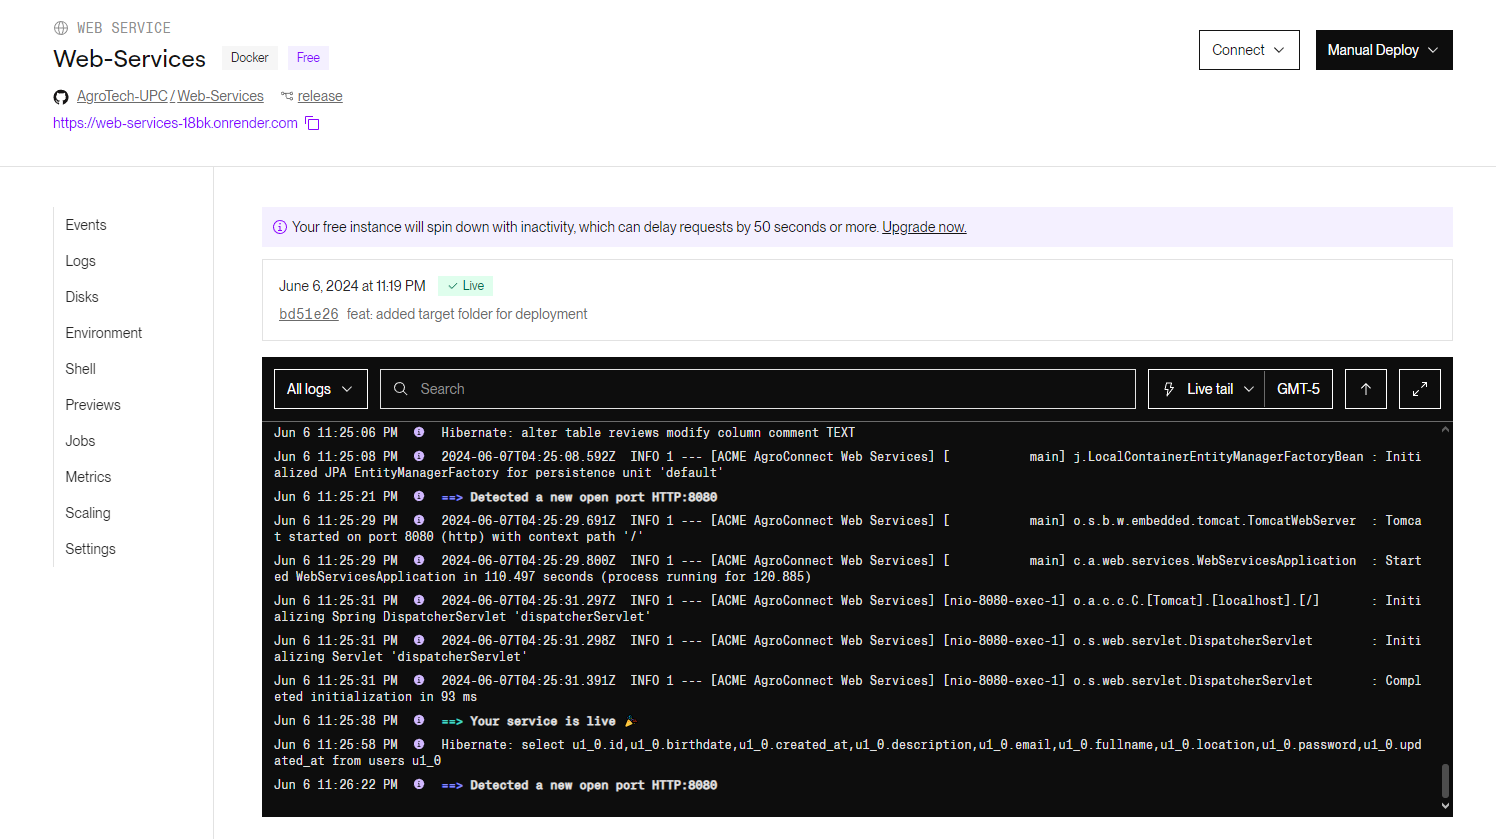 WEB SERVICE
Web-Services Docker Free
Connect Manual Deploy
AgroTech-UPC / Web-Services release
https://web-services-18bk.onrender.com
Events
Logs
Disks
Environment
Shell
Previews
Jobs
Metrics
Scaling
Settings
Your free instance will spin down with inactivity, which can delay requests by 50 seconds or more. Upgrade now.
June 6, 2024 at 11:19 PM Live
bd51e26 feat: added target folder for deployment
All logs Search Live tail GMT-5
Jun 6 11:25:06 PM Hibernate: alter table reviews modify column comment TEXT
Jun 6 11:25:08 PM 2024-06-07T04:25:08.592Z INFO 1 --- [ACME AgroConnect Web Services] [ main] j.LocalContainerEntityManagerFactoryBean : Initi
alized JPA EntityManagerFactory for persistence unit 'default'
Jun 6 11:25:21 PM ==> Detected a new open port HTTP:8080
Jun 6 11:25:29 PM 2024-06-07T04:25:29.691Z INFO 1 --- [ACME AgroConnect Web Services] [ main] o.s.b.w.embedded.tomcat.TomcatWebServer : Tomca
t started on port 8080 (http) with context path '/'
Jun 6 11:25:29 PM 2024-06-07T04:25:29.800Z INFO 1 --- [ACME AgroConnect Web Services] [ main] c.a.web.services.WebServicesApplication : Start
ed WebServicesApplication in 110.497 seconds (process running for 120.885)
Jun 6 11:25:31 PM 2024-06-07T04:25:31.297Z INFO 1 --- [ACME AgroConnect Web Services] [nio-8080-exec-1] o.a.c.c.C.[Tomcat].[localhost].[/] : Initi
alizing Spring DispatcherServlet 'dispatcherServlet'
Jun 6 11:25:31 PM 2024-06-07T04:25:31.298Z INFO 1 --- [ACME AgroConnect Web Services] [nio-8080-exec-1] o.s.web.servlet.DispatcherServlet : Initi
alizing Servlet 'dispatcherServlet'
Jun 6 11:25:31 PM 2024-06-07T04:25:31.391Z INFO 1 --- [ACME AgroConnect Web Services] [nio-8080-exec-1] o.s.web.servlet.DispatcherServlet : Compl
eted initialization in 93 ms
Jun 6 11:25:38 PM ==> Your service is live 🎉
Jun 6 11:25:58 PM Hibernate: select u1_0.id,u1_0.birthdate,u1_0.created_at,u1_0.description,u1_0.email,u1_0.fullname,u1_0.location,u1_0.password,u1_0.upd
ated_at from users u1_0
Jun 6 11:26:22 PM ==> Detected a new open port HTTP:8080